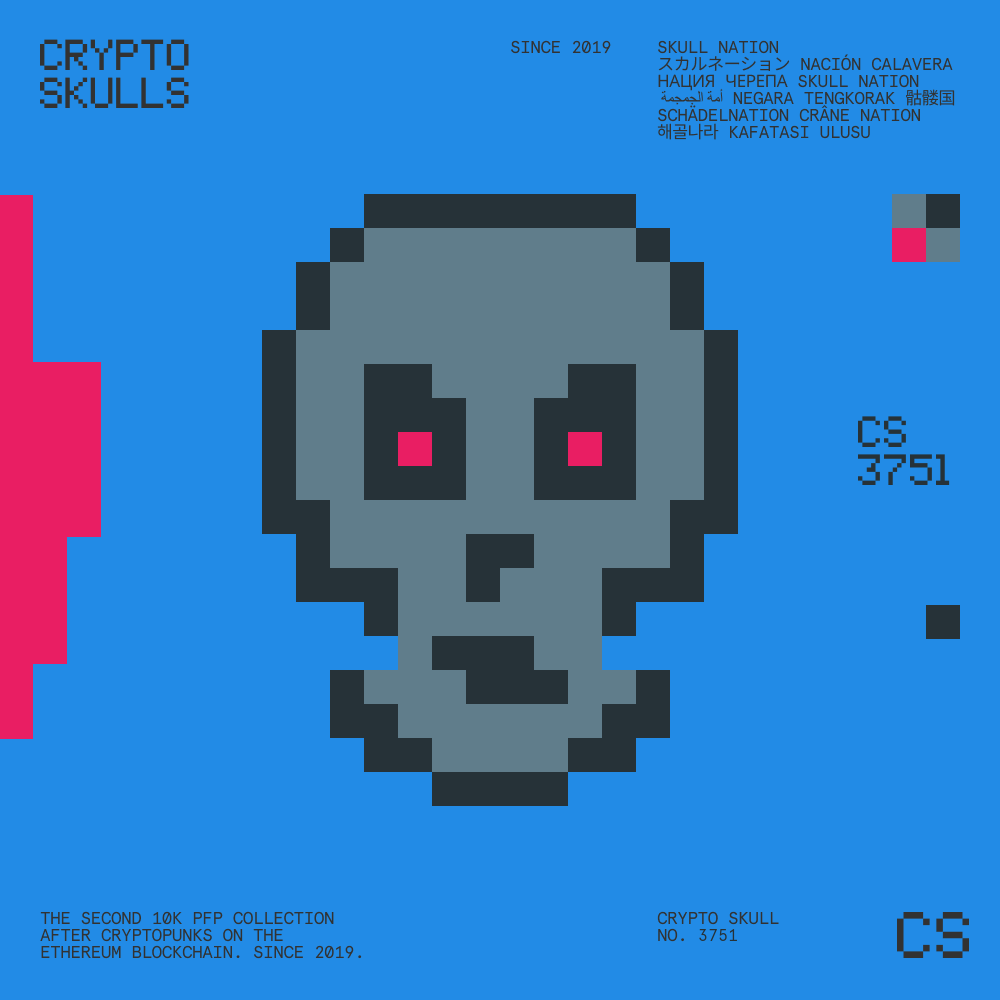 CRYPTO
SKULLS
SINCE 2019
SKULL NATION
スカルネーション NACIÓN CALAVERA
НАЦИЯ ЧЕРЕПА SKULL NATION
أمة الجمجمة NEGARA TENGKORAK 骷髅国
SCHÄDELNATION CRÂNE NATION
해골나라 KAFATASI ULUSU
CS
3751
THE SECOND 10K PFP COLLECTION
AFTER CRYPTOPUNKS ON THE
ETHEREUM BLOCKCHAIN. SINCE 2019.
CRYPTO SKULL
NO. 3751
CS